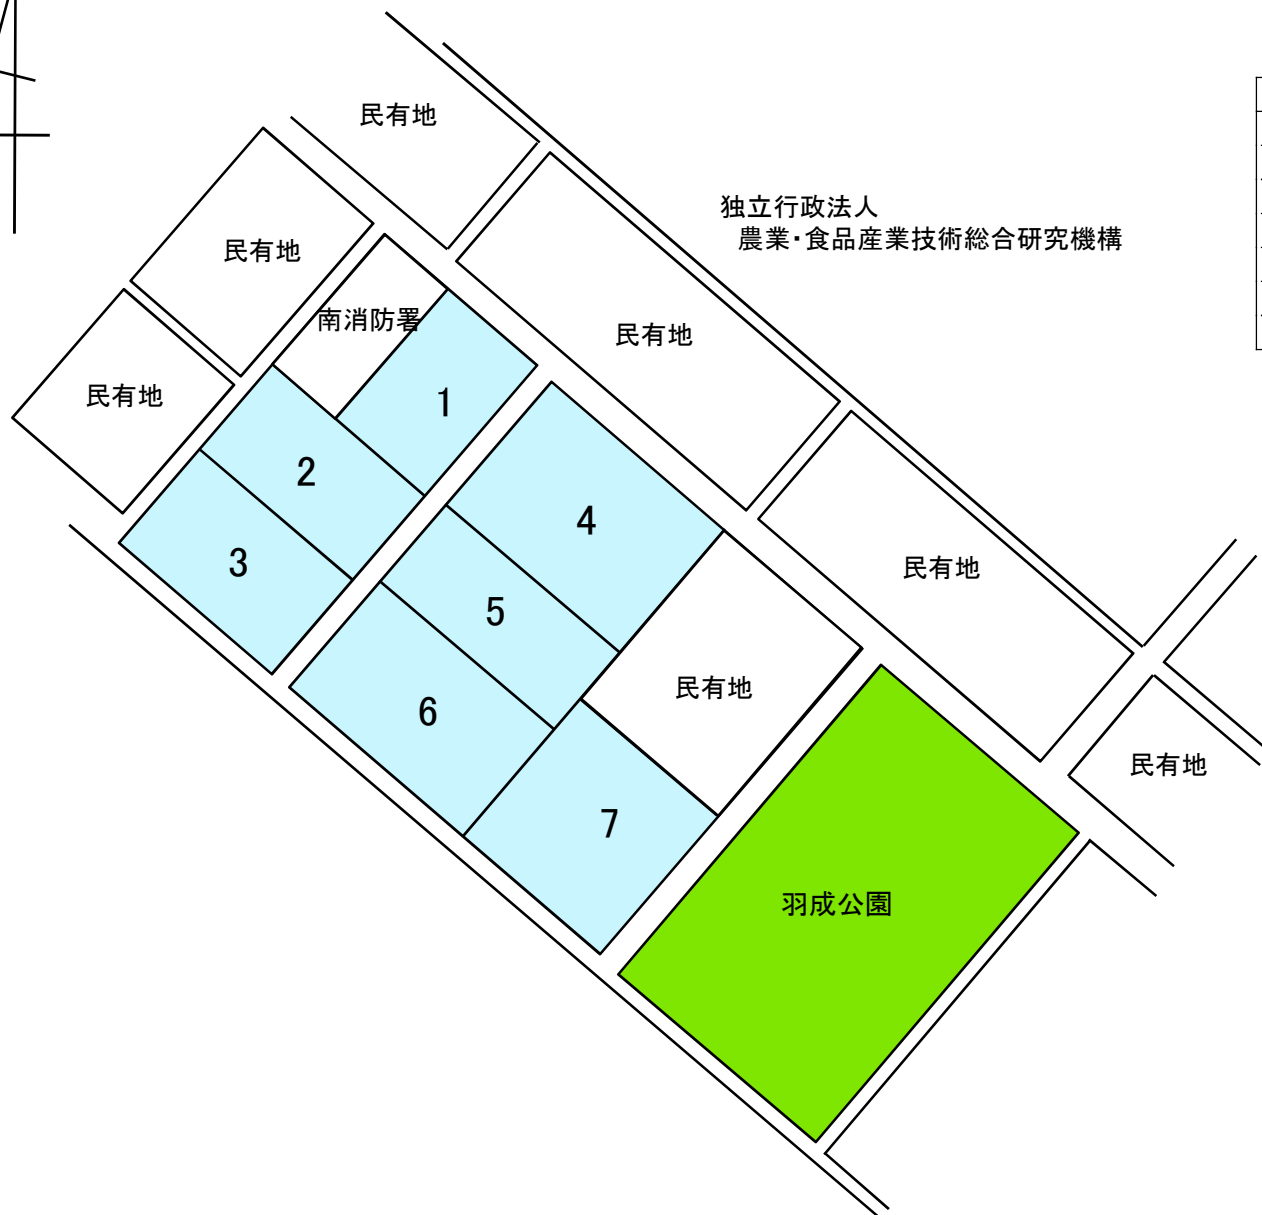 民有地
独立行政法人
農業・食品産業技術総合研究機構
民有地
南消防署
民有地
民有地
1
2
3
4
5
6
7
民有地
民有地
民有地
羽成公園